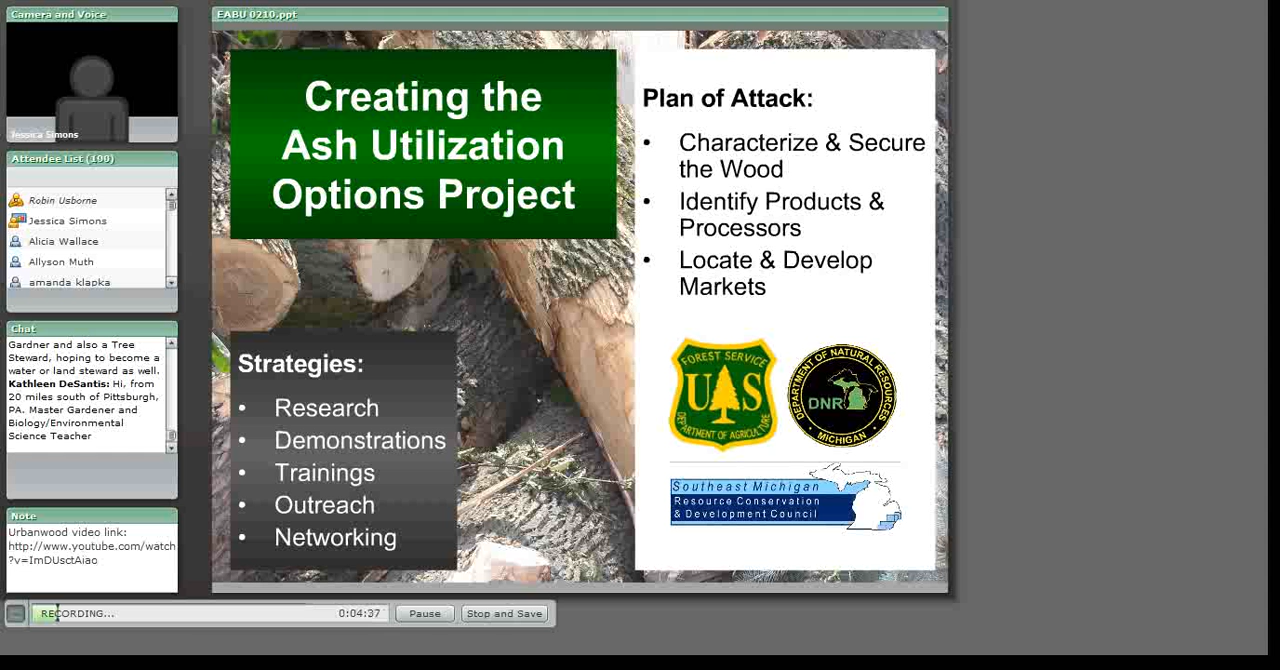 Camera and Voice
Jessica Simons
Attendee List (100)
Robin Usborne
Jessica Simons
Alicia Wallace
Allyson Muth
amanda klapka
Chat
Gardner and also a Tree
Steward, hoping to become a
water or land steward as well.
Kathleen DeSantis: Hi, from
20 miles south of Pittsburgh,
PA. Master Gardener and
Biology/Environmental
Science Teacher
Note
Urbanwood video link:
http://www.youtube.com/watch
?v=ImDUsctAiao
EABU 0210.ppt
Creating the
Ash Utilization
Options Project
Strategies:
• Research
• Demonstrations
• Trainings
• Outreach
• Networking
Plan of Attack:
• Characterize & Secure
the Wood
• Identify Products &
Processors
• Locate & Develop
Markets
FOREST SERVICE
U S
DEPARTMENT OF AGRICULTURE
DEPARTMENT OF NATURAL RESOURCES
DNR
• MICHIGAN •
Southeast Michigan
Resource Conservation
& Development Council
RECORDING...
0:04:37
Pause
Stop and Save